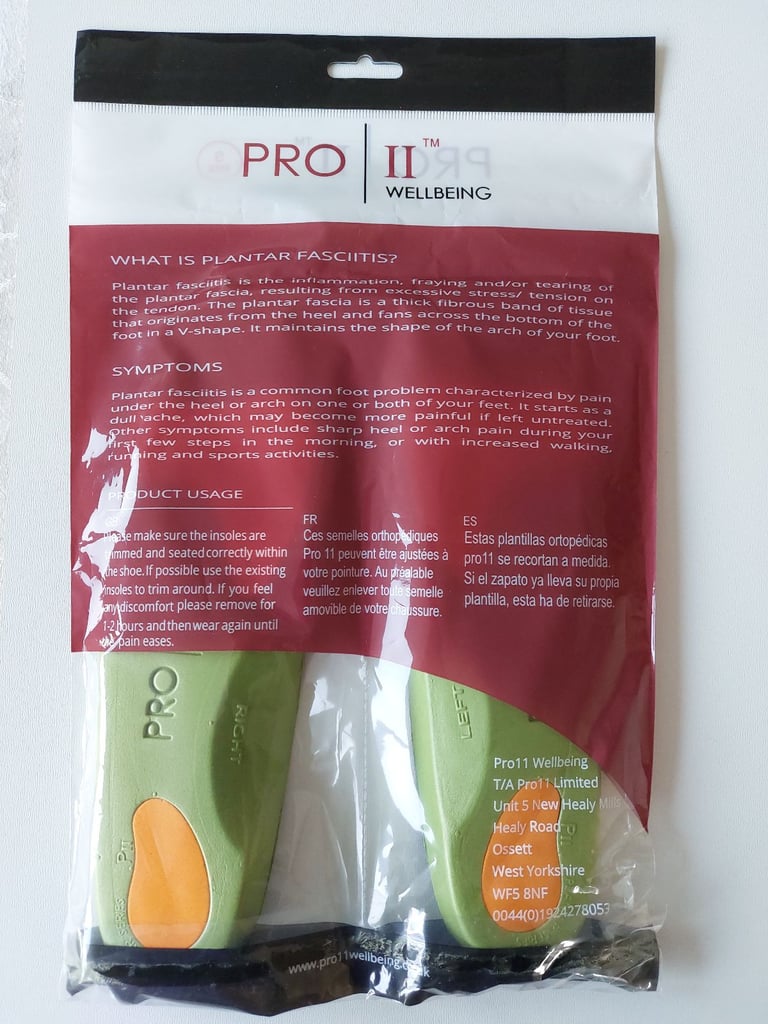 PRO II™
WELLBEING
WHAT IS PLANTAR FASCIITIS?
Plantar fasciitis is the inflammation, fraying and/or tearing of
the plantar fascia, resulting from excessive stress/ tension on
the tendon. The plantar fascia is a thick fibrous band of tissue
that originates from the heel and fans across the bottom of the
foot in a V-shape. It maintains the shape of the arch of your foot.
SYMPTOMS
Plantar fasciitis is a common foot problem characterized by pain
under the heel or arch on one or both of your feet. It starts as a
dull ache, which may become more painful if left untreated.
Other symptoms include sharp heel or arch pain during your
first few steps in the morning, or with increased walking,
running and sports activities.
PRODUCT USAGE
Please make sure the insoles are
trimmed and seated correctly within
the shoe. If possible use the existing
insoles to trim around. If you feel
any discomfort please remove for
1-2 hours and then wear again until
the pain eases.
FR
Ces semelles orthopédiques
Pro 11 peuvent être ajustées à
votre pointure. Au préalable
veuillez enlever toute semelle
amovible de votre chaussure.
ES
Estas plantillas ortopédicas
pro11 se recortan a medida.
Si el zapato ya lleva su propia
plantilla, esta ha de retirarse.
PRO
RIGHT
PII
SERIES
LEFT
PII
Pro11 Wellbeing
T/A Pro11 Limited
Unit 5 New Healy Mills
Healy Road
Ossett
West Yorkshire
WF5 8NF
0044(0)1924278053
www.pro11wellbeing.co.uk